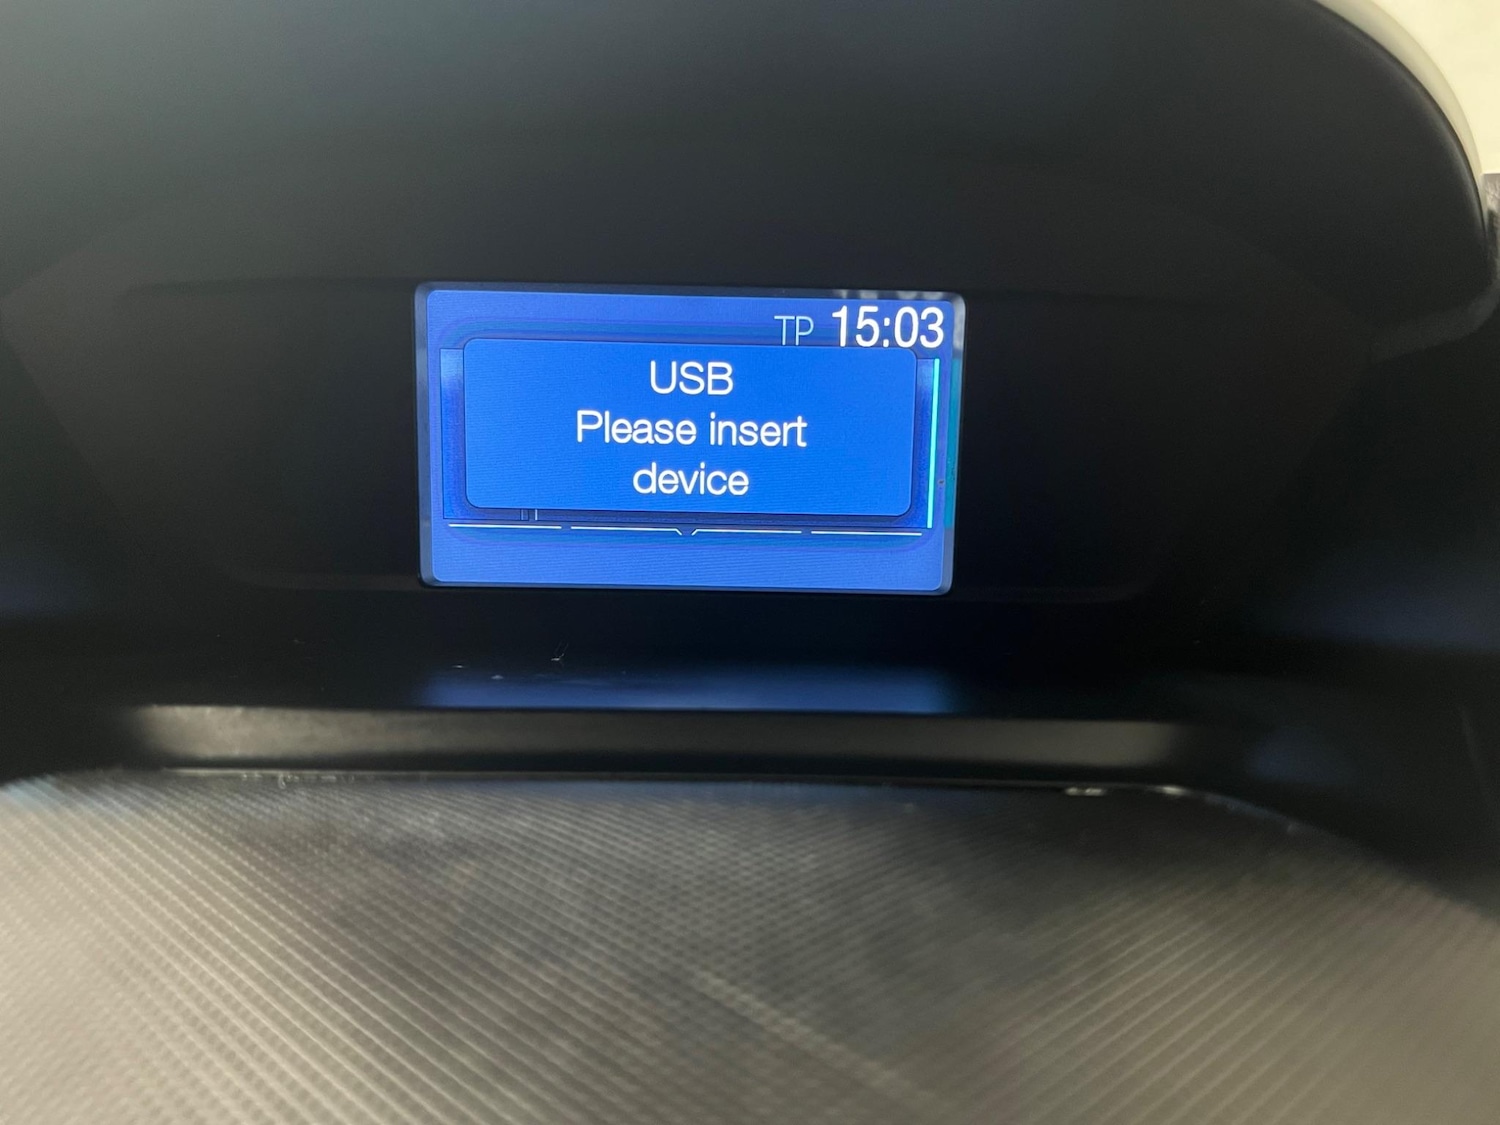 TP 15:03
USB
Please insert
device